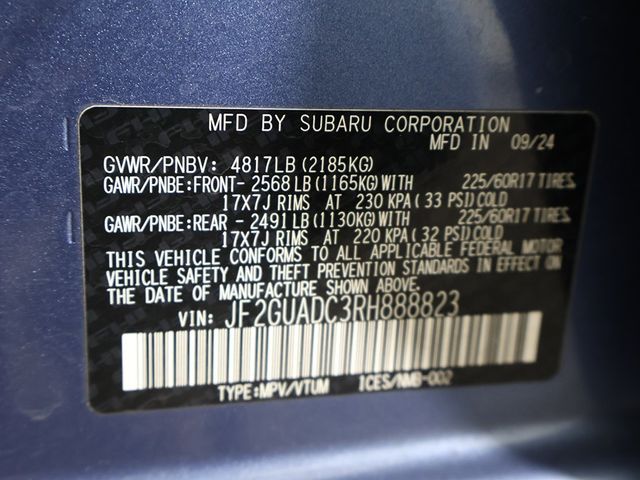 MFD BY SUBARU CORPORATION
MFD IN 09/24
GVWR/PNBV: 4817LB (2185KG)
GAWR/PNBE:FRONT- 2568 LB(1165KG)WITH 225/60R17 TIRES,
17X7J RIMS AT 230 KPA (33 PSI)COLD
GAWR/PNBE:REAR - 2491LB(1130KG)WITH 225/60R17 TIRES,
17X7J RIMS AT 220 KPA(32 PSI)COLD
THIS VEHICLE CONFORMS TO ALL APPLICABLE FEDERAL MOTOR
VEHICLE SAFETY AND THEFT PREVENTION STANDARDS IN EFFECT ON
THE DATE OF MANUFACTURE SHOWN ABOVE.
VIN: JF2GUADC3RH888823
TYPE:MPV/VTUM ICES/NMB-002